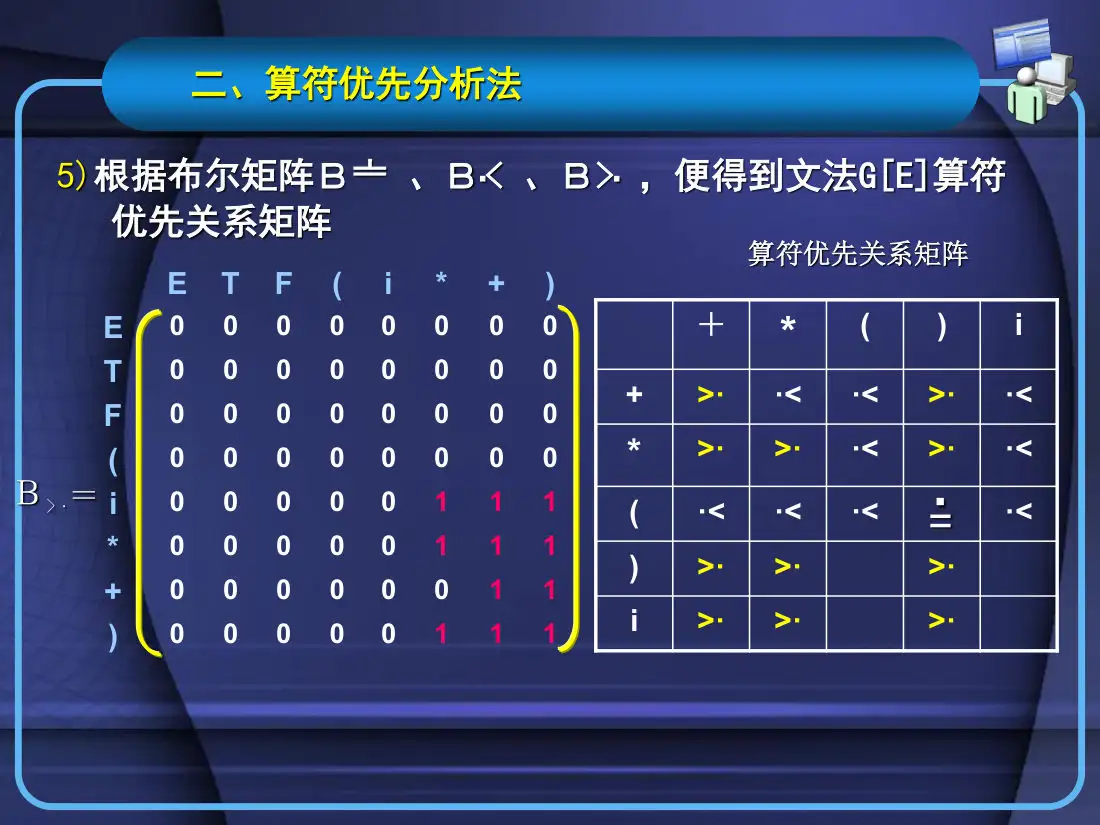 二、算符优先分析法
5)根据布尔矩阵B≐ 、B·< 、B>· ，便得到文法G[E]算符
优先关系矩阵
算符优先关系矩阵
E T F ( i * + )
E 0 0 0 0 0 0 0 0
T 0 0 0 0 0 0 0 0
F 0 0 0 0 0 0 0 0
( 0 0 0 0 0 0 0 0
B>·=
i 0 0 0 0 0 1 1 1
* 0 0 0 0 0 1 1 1
+ 0 0 0 0 0 0 1 1
) 0 0 0 0 0 1 1 1
＋ * ( ) i
+ >· ·< ·< >· ·<
* >· >· ·< >· ·<
( ·< ·< ·< ≐ ·<
) >· >· >·
i >· >· >·